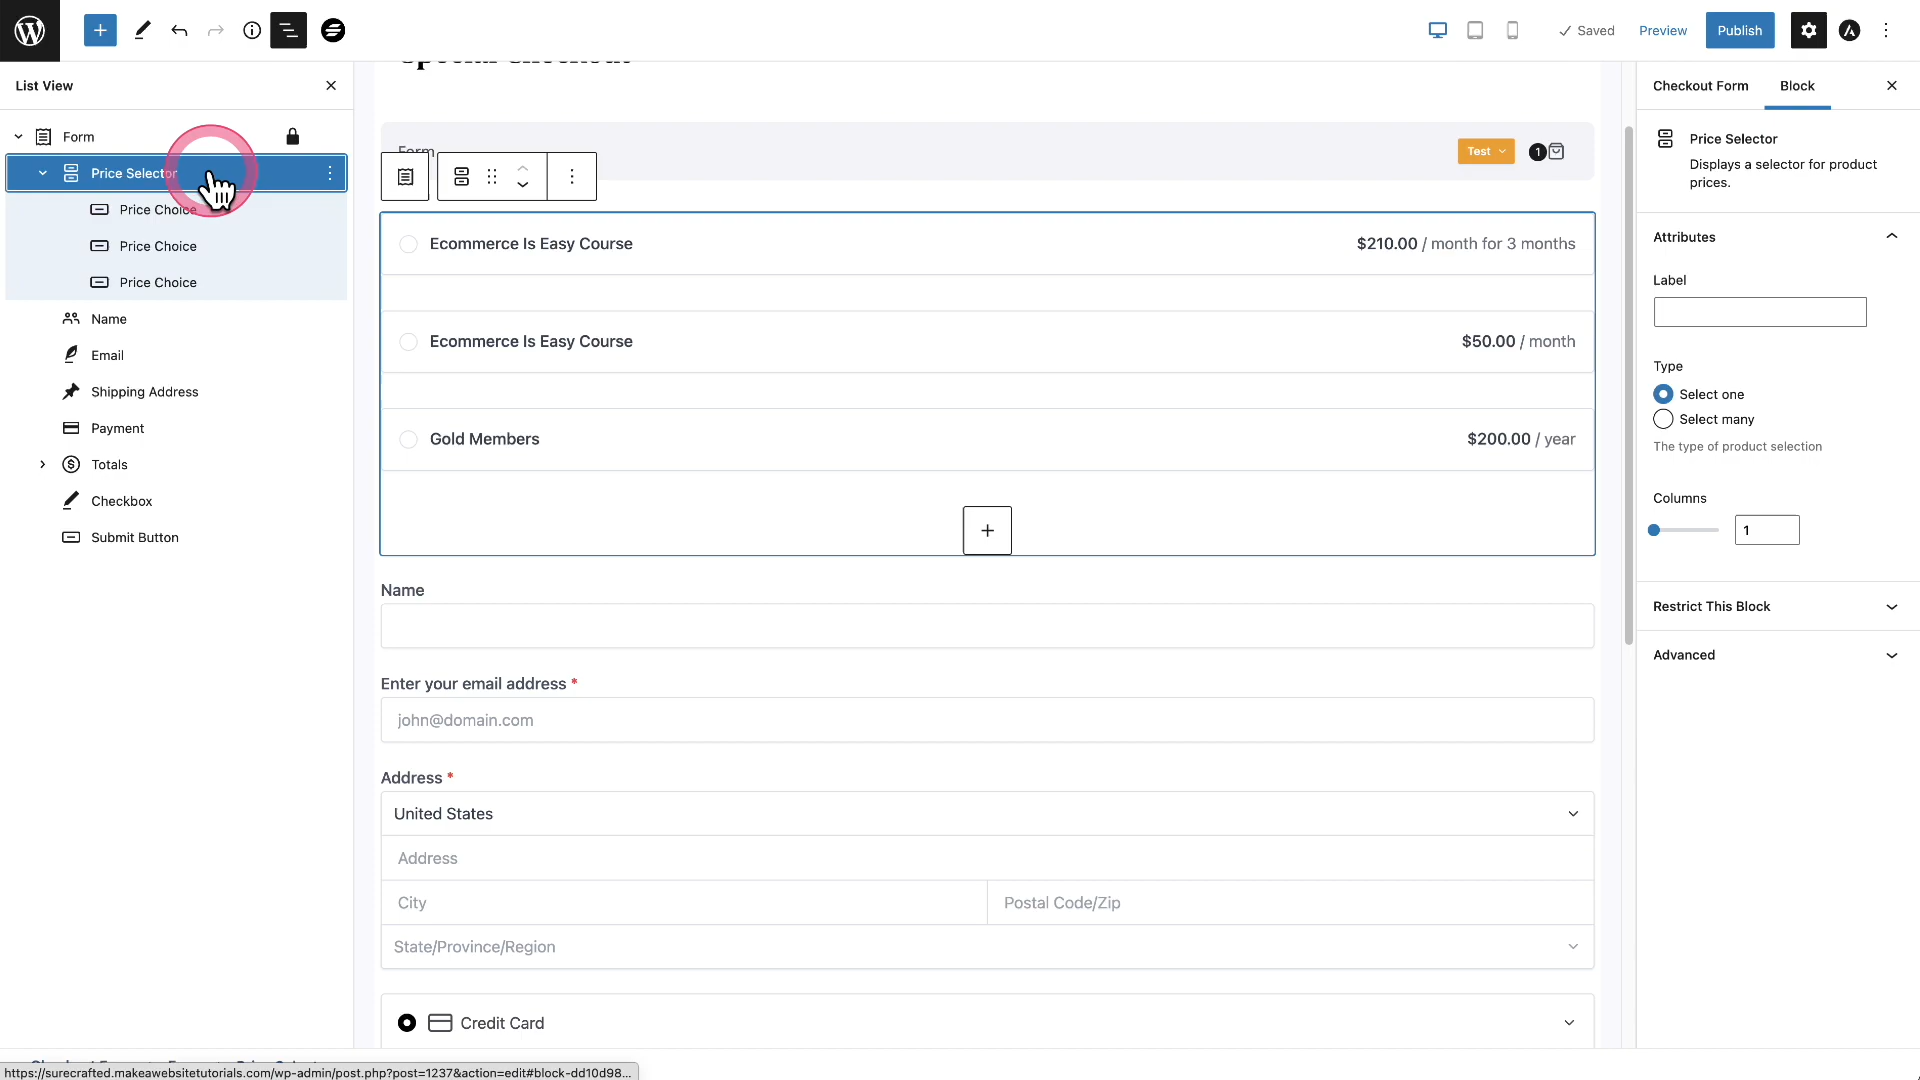 Saved
Preview
Publish
List View
Form
Price Selector
Price Choice
Price Choice
Price Choice
Name
Email
Shipping Address
Payment
Totals
Checkbox
Submit Button
Special Checkout
Form
Test
1
Ecommerce Is Easy Course
$210.00 / month for 3 months
Ecommerce Is Easy Course
$50.00 / month
Gold Members
$200.00 / year
Name
Enter your email address *
john@domain.com
Address *
United States
Address
City
Postal Code/Zip
State/Province/Region
Credit Card
Checkout Form
Block
Price Selector
Displays a selector for product
prices.
Attributes
Label
Type
Select one
Select many
The type of product selection
Columns
1
Restrict This Block
Advanced
https://surecrafted.makeawebsitetutorials.com/wp-admin/post.php?post=1237&action=edit#block-dd10d98...